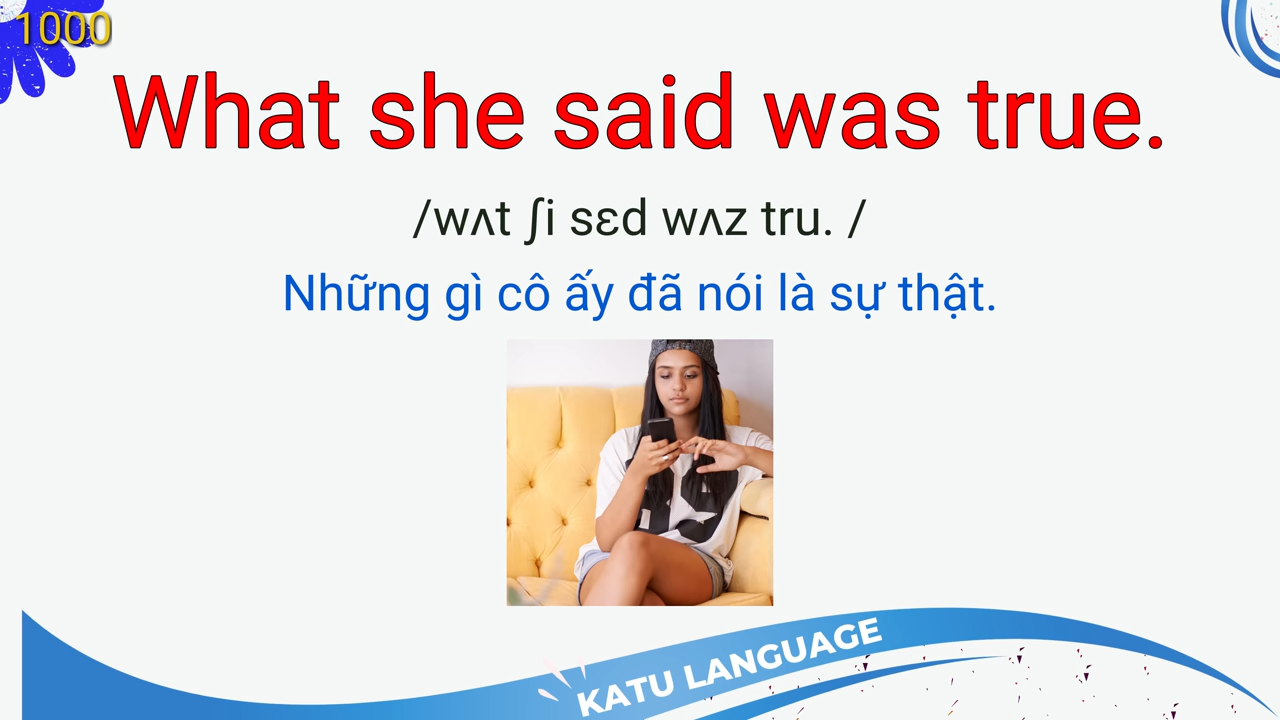 1000
What she said was true.
/wʌt ʃi sɛd wʌz tru. /
Những gì cô ấy đã nói là sự thật.
KATU LANGUAGE